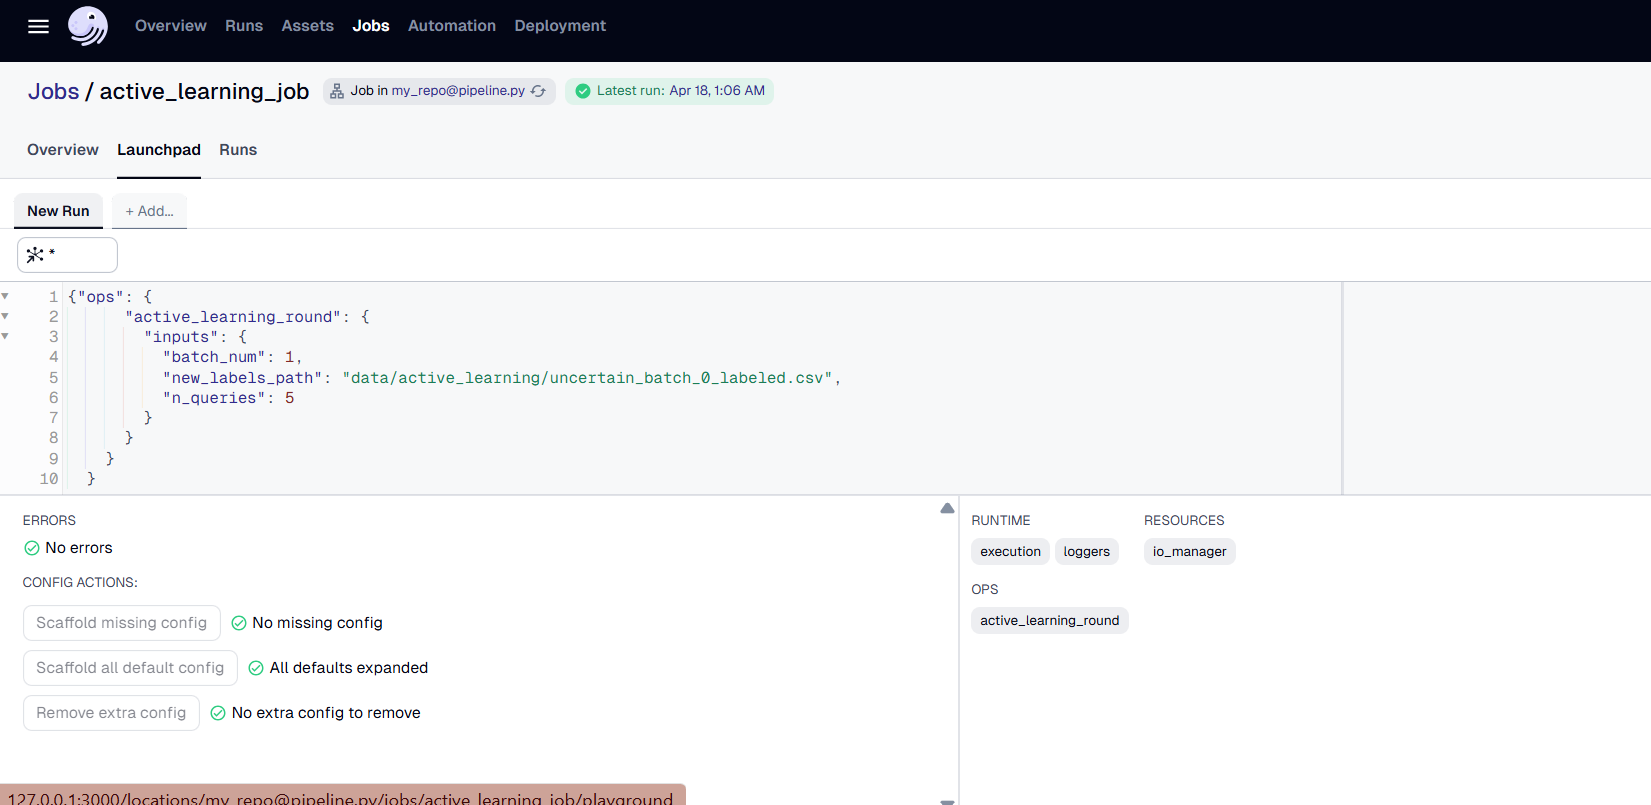 Overview Runs Assets Jobs Automation Deployment
Jobs / active_learning_job Job in my_repo@pipeline.py Latest run: Apr 18, 1:06 AM
Overview Launchpad Runs
New Run + Add...
*
1 {"ops": {
2 "active_learning_round": {
3 "inputs": {
4 "batch_num": 1,
5 "new_labels_path": "data/active_learning/uncertain_batch_0_labeled.csv",
6 "n_queries": 5
7 }
8 }
9 }
10 }
ERRORS
No errors
CONFIG ACTIONS:
Scaffold missing config No missing config
Scaffold all default config All defaults expanded
Remove extra config No extra config to remove
RUNTIME RESOURCES
execution loggers io_manager
OPS
active_learning_round
127.0.0.1:3000/locations/my_repo@pipeline.py/jobs/active_learning_job/playground